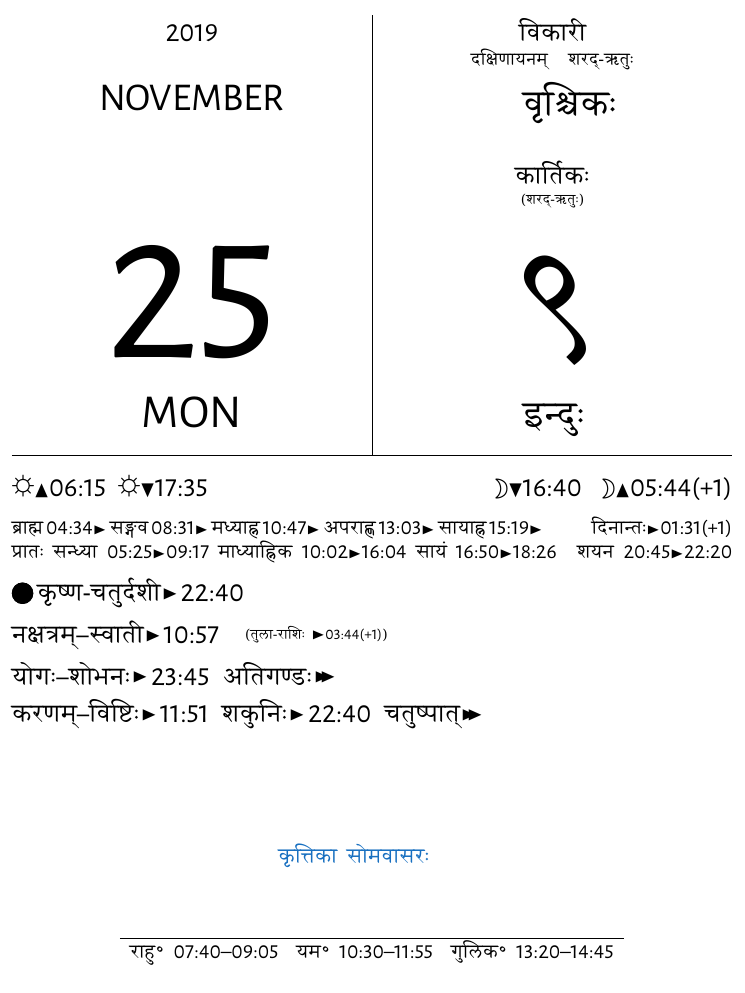 2019
NOVEMBER
25
MON
विकारी
दक्षिणायनम् शरद्-ऋतुः
वृश्चिकः
कार्तिकः
(शरद्-ऋतुः)
९
इन्दुः
☼▲06:15 ☼▼17:35 ☽▼16:40 ☽▲05:44(+1)
ब्राह्म 04:34► सङ्गव 08:31► मध्याह्न 10:47► अपराह्ण 13:03► सायाह्न 15:19► दिनान्तः►01:31(+1)
प्रातः सन्ध्या 05:25►09:17 माध्याह्निक 10:02►16:04 सायं 16:50►18:26 शयन 20:45►22:20
कृष्ण-चतुर्दशी►22:40
नक्षत्रम्–स्वाती►10:57 (तुला-राशिः ►03:44(+1))
योगः–शोभनः►23:45 अतिगण्डः►►
करणम्–विष्टिः►11:51 शकुनिः►22:40 चतुष्पात्►►
कृत्तिका सोमवासरः
राहु° 07:40–09:05 यम° 10:30–11:55 गुलिक° 13:20–14:45